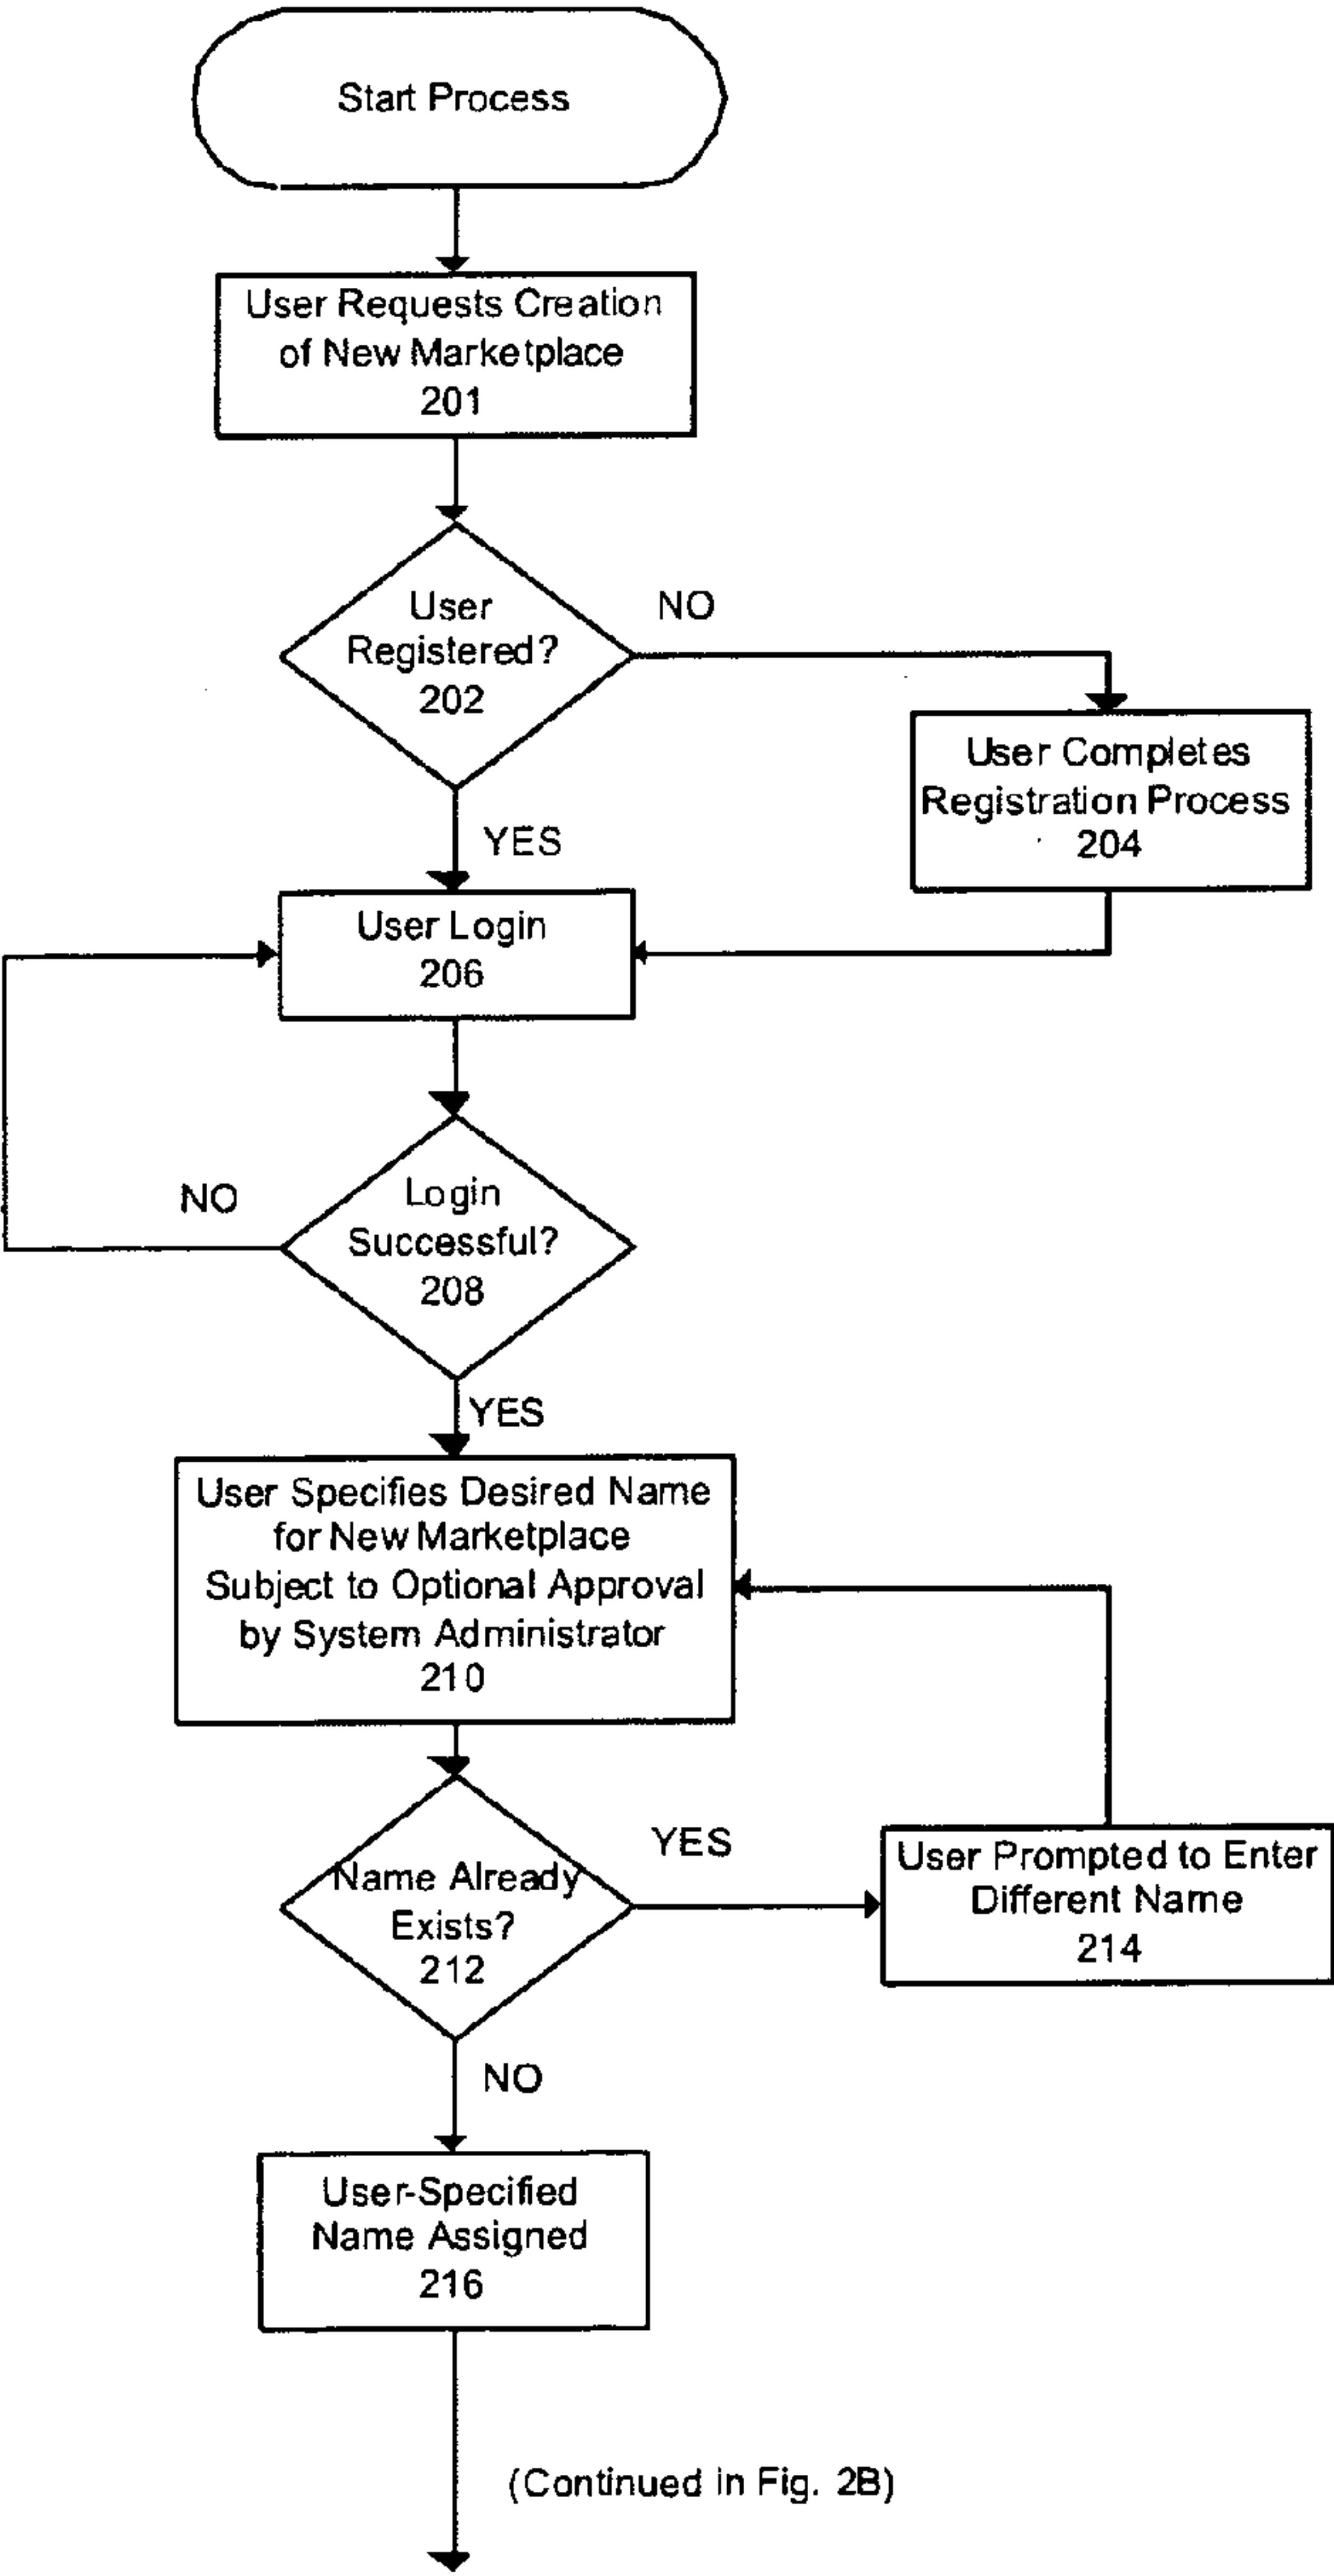 Start Process
User Requests Creation
of New Marketplace
201
User
Registered?
202
NO
User Completes
Registration Process
204
YES
User Login
206
NO
Login
Successful?
208
YES
User Specifies Desired Name
for New Marketplace
Subject to Optional Approval
by System Administrator
210
Name Already
Exists?
212
YES
User Prompted to Enter
Different Name
214
NO
User-Specified
Name Assigned
216
(Continued in Fig. 2B)